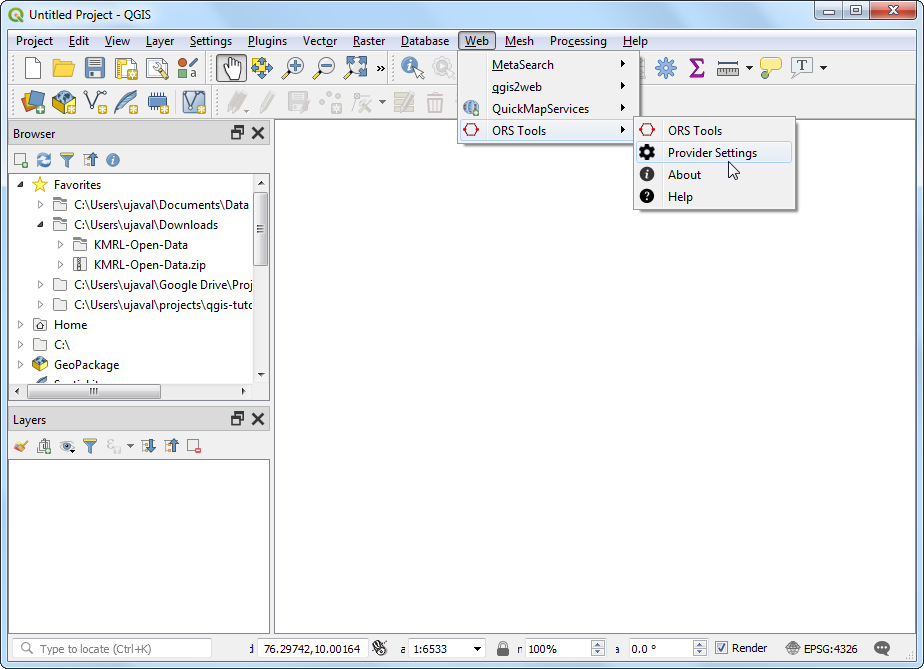 Untitled Project - QGIS
Project Edit View Layer Settings Plugins Vector Raster Database Web Mesh Processing Help
MetaSearch
qgis2web
QuickMapServices
ORS Tools
ORS Tools
Provider Settings
About
Help
Browser
Favorites
C:\Users\ujaval\Documents\Data
C:\Users\ujaval\Downloads
KMRL-Open-Data
KMRL-Open-Data.zip
C:\Users\ujaval\Google Drive\Proj
C:\Users\ujaval\projects\qgis-tuto
Home
C:\
GeoPackage
Layers
Type to locate (Ctrl+K) 76.29742,10.00164 a 1:6533 100% a 0.0 ° Render EPSG:4326